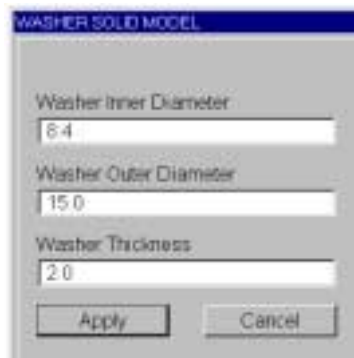 WASHER SOLID MODEL
Washer Inner Diameter
8.4
Washer Outer Diameter
15.0
Washer Thickness
2.0
Apply Cancel